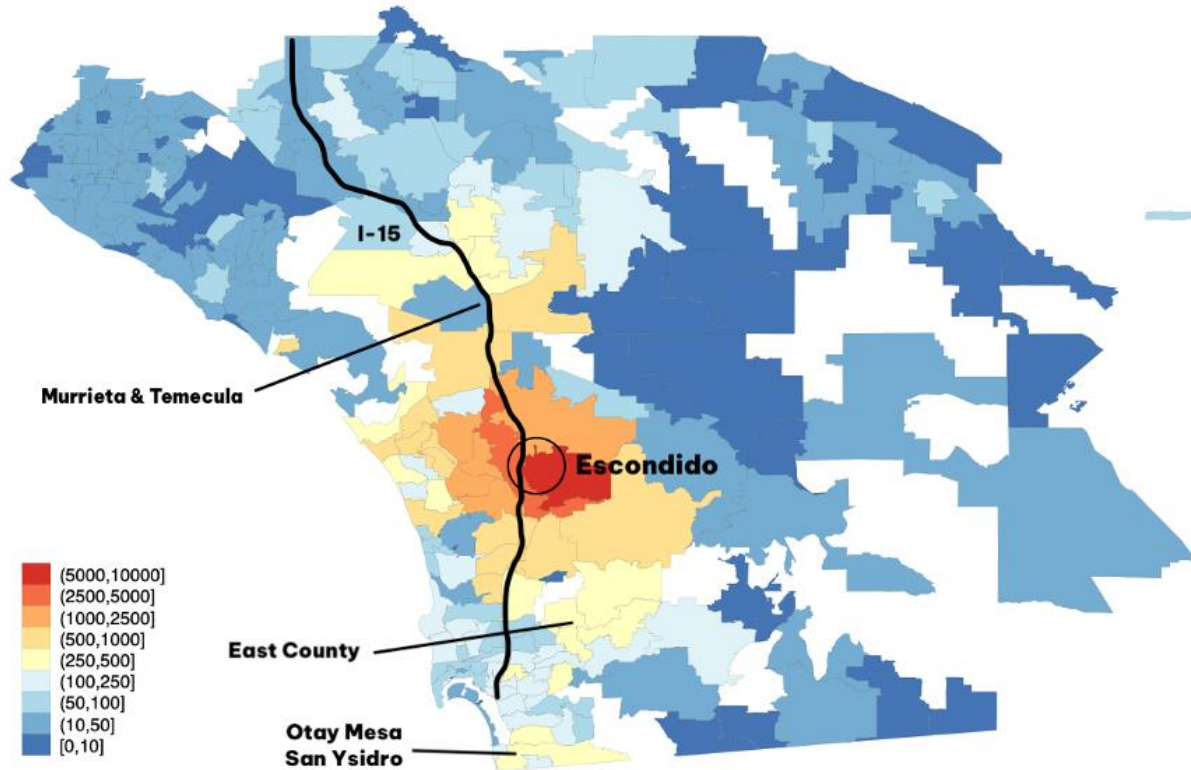 I-15
Murrieta & Temecula
Escondido
(5000,10000]
(2500,5000]
(1000,2500]
(500,1000]
(250,500]
(100,250]
(50,100]
(10,50]
[0,10]
East County
Otay Mesa
San Ysidro